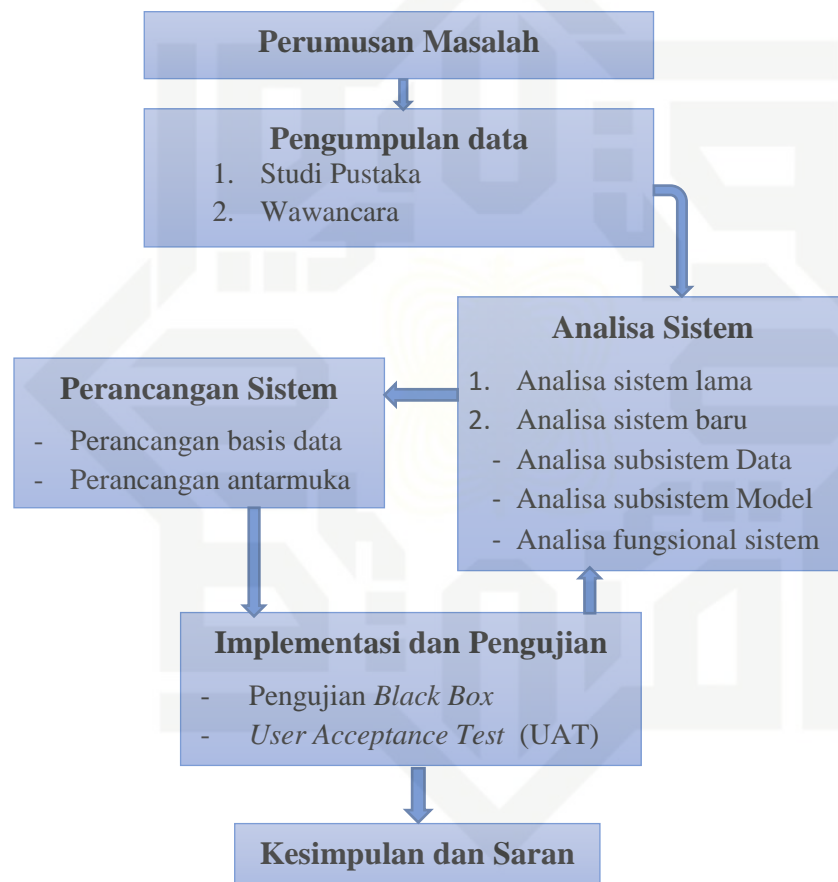 Perumusan Masalah
Pengumpulan data
1. Studi Pustaka
2. Wawancara
Analisa Sistem
1. Analisa sistem lama
2. Analisa sistem baru
- Analisa subsistem Data
- Analisa subsistem Model
- Analisa fungsional sistem
Perancangan Sistem
- Perancangan basis data
- Perancangan antarmuka
Implementasi dan Pengujian
- Pengujian Black Box
- User Acceptance Test (UAT)
Kesimpulan dan Saran